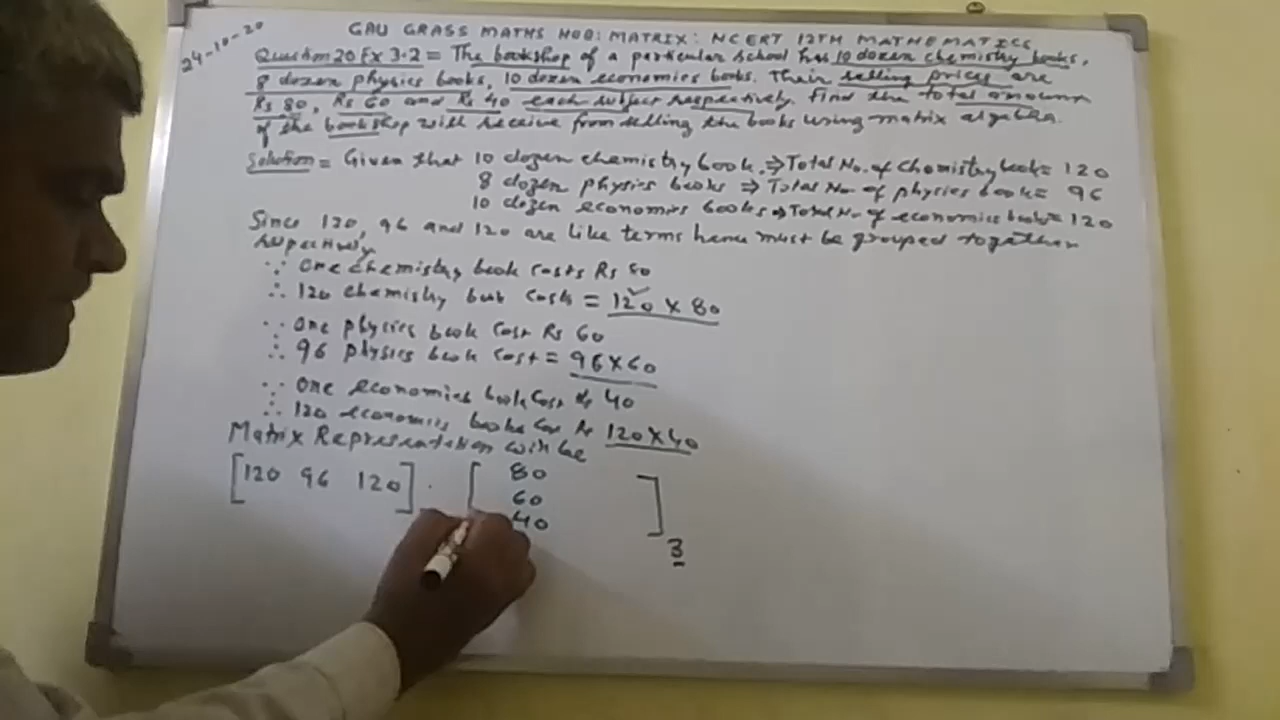 24-10-20
GAU GRASS MATHS HUB: MATRIX: NCERT 12TH MATHEMATICS
Question 20 Ex 3.2 = The bookshop of a particular school has 10 dozen chemistry books,
8 dozen physics books, 10 dozen economics books. Their selling prices are
Rs 80, Rs 60 and Rs 40 each subject respectively. Find the total amount
of the bookshop will receive from selling the books using matrix algebra.
Solution = Given that 10 dozen chemistry book. ⇒ Total No. of chemistry book = 120
8 dozen physics books ⇒ Total No of physics book = 96
10 dozen economics books ⇒ Total No of economics book = 120
Since 120, 96 and 120 are like terms hence must be grouped together
respectively
∵ One chemistry book costs Rs 80
∴ 120 chemistry book costs = 120 × 80
∵ One physics book cost Rs 60
∴ 96 physics book cost = 96 × 60
∵ One economics book cost Rs 40
∴ 120 economics books cost Rs 120 × 40
Matrix Representation will be
[120 96 120] . [80
60
40]
3